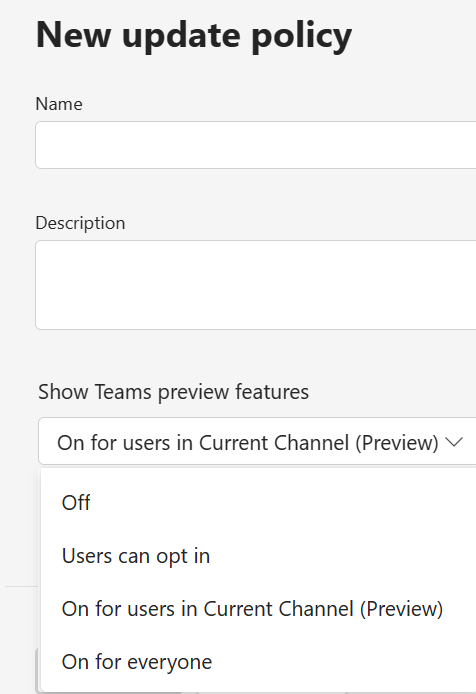 New update policy
Name
Description
Show Teams preview features
On for users in Current Channel (Preview)
Off
Users can opt in
On for users in Current Channel (Preview)
On for everyone